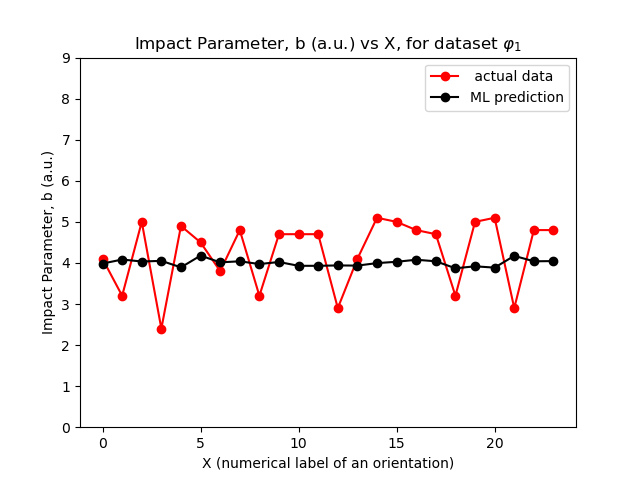 Impact Parameter, b (a.u.) vs X, for dataset φ₁
actual data
ML prediction
Impact Parameter, b (a.u.)
9
8
7
6
5
4
3
2
1
0
0 5 10 15 20
X (numerical label of an orientation)